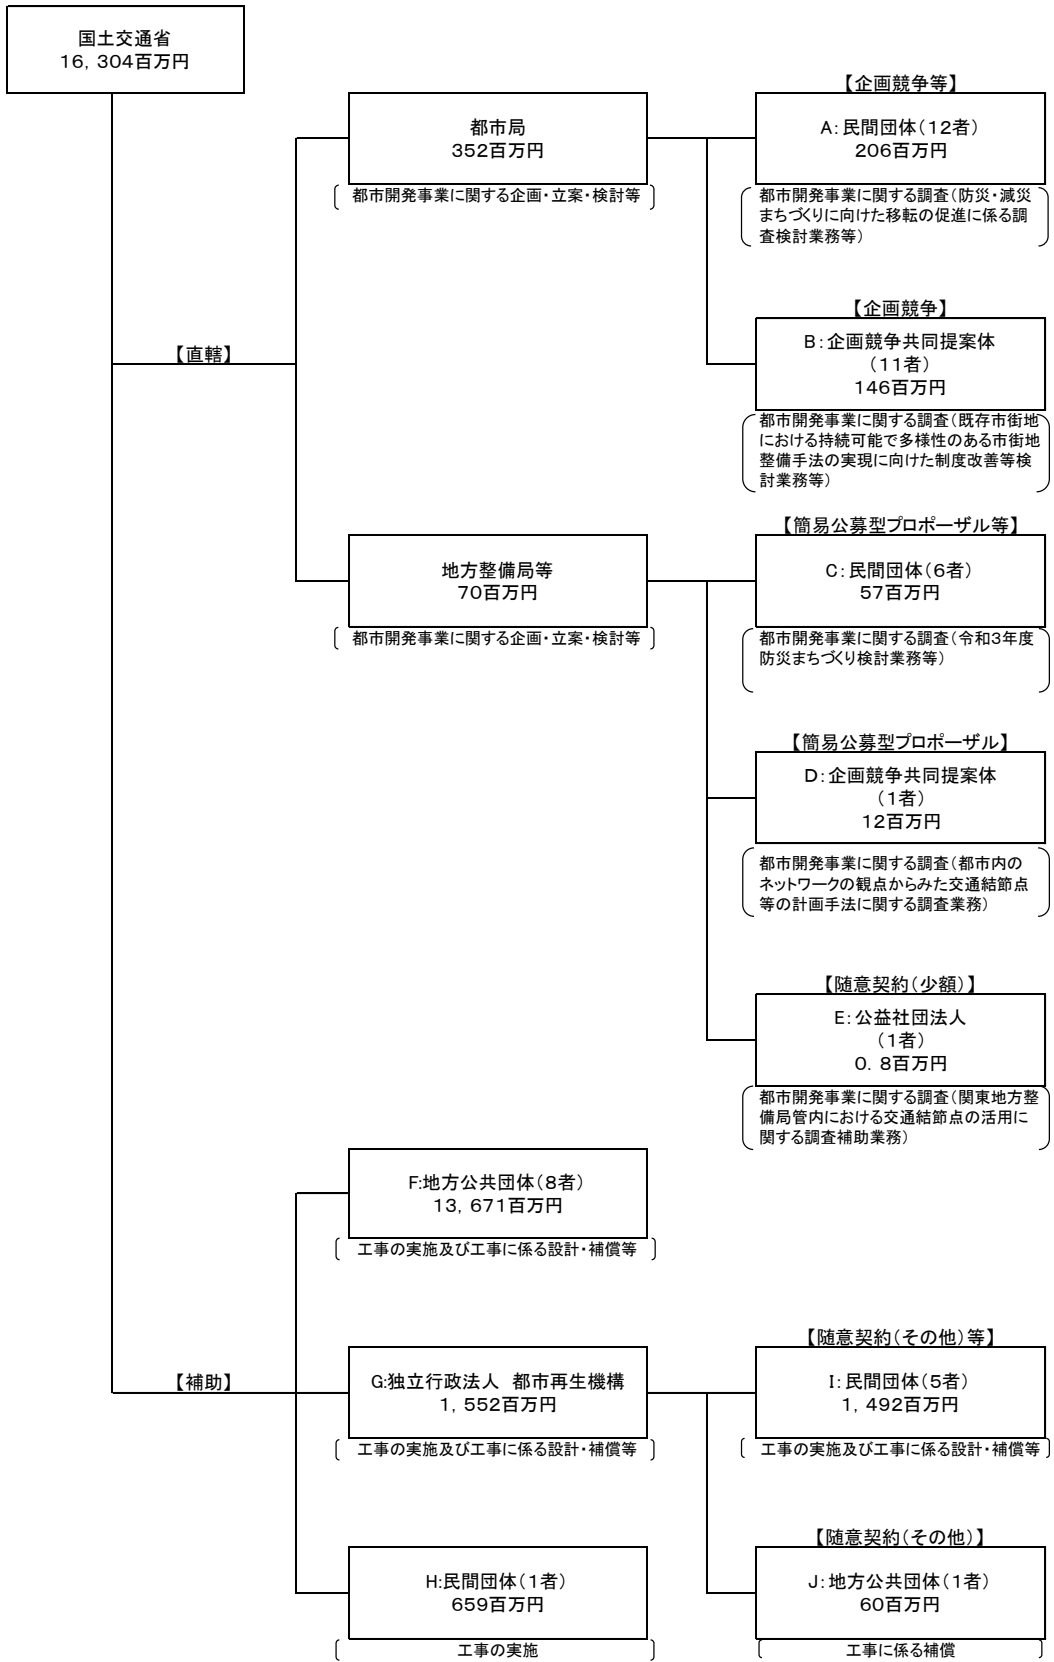 国土交通省
16，304百万円
【直轄】
都市局
352百万円
都市開発事業に関する企画・立案・検討等
【企画競争等】
A：民間団体（12者）
206百万円
都市開発事業に関する調査（防災・減災
まちづくりに向けた移転の促進に係る調
査検討業務等）
【企画競争】
B：企画競争共同提案体
（11者）
146百万円
都市開発事業に関する調査（既存市街地
における持続可能で多様性のある市街地
整備手法の実現に向けた制度改善等検
討業務等）
地方整備局等
70百万円
都市開発事業に関する企画・立案・検討等
【簡易公募型プロポーザル等】
C：民間団体（6者）
57百万円
都市開発事業に関する調査（令和3年度
防災まちづくり検討業務等）
【簡易公募型プロポーザル】
D：企画競争共同提案体
（1者）
12百万円
都市開発事業に関する調査（都市内の
ネットワークの観点からみた交通結節点
等の計画手法に関する調査業務）
【随意契約（少額）】
E：公益社団法人
（1者）
0．8百万円
都市開発事業に関する調査（関東地方整
備局管内における交通結節点の活用に
関する調査補助業務）
【補助】
F:地方公共団体（8者）
13，671百万円
工事の実施及び工事に係る設計・補償等
G:独立行政法人　都市再生機構
1，552百万円
工事の実施及び工事に係る設計・補償等
【随意契約（その他）等】
I：民間団体（5者）
1，492百万円
工事の実施及び工事に係る設計・補償等
H:民間団体（1者）
659百万円
工事の実施
【随意契約（その他）】
J：地方公共団体（1者）
60百万円
工事に係る補償